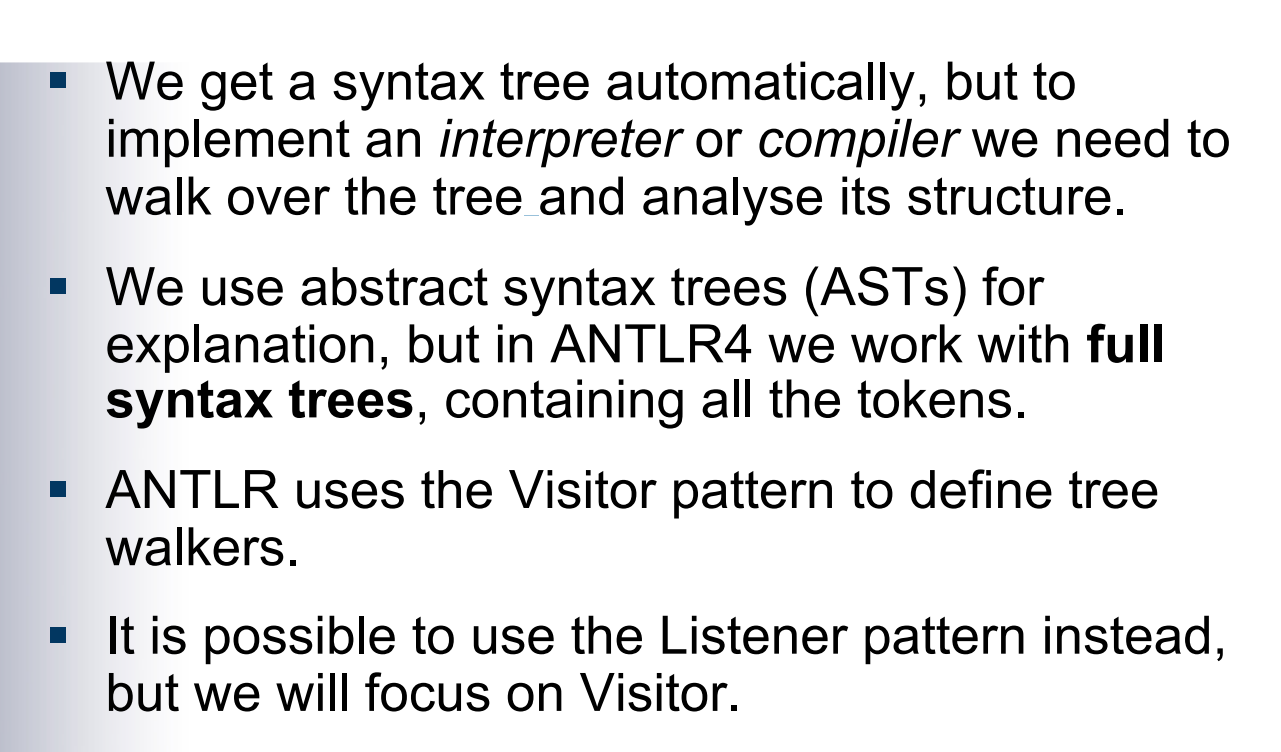 ▪ We get a syntax tree automatically, but to
implement an interpreter or compiler we need to
walk over the tree and analyse its structure.
▪ We use abstract syntax trees (ASTs) for
explanation, but in ANTLR4 we work with full
syntax trees, containing all the tokens.
▪ ANTLR uses the Visitor pattern to define tree
walkers.
▪ It is possible to use the Listener pattern instead,
but we will focus on Visitor.